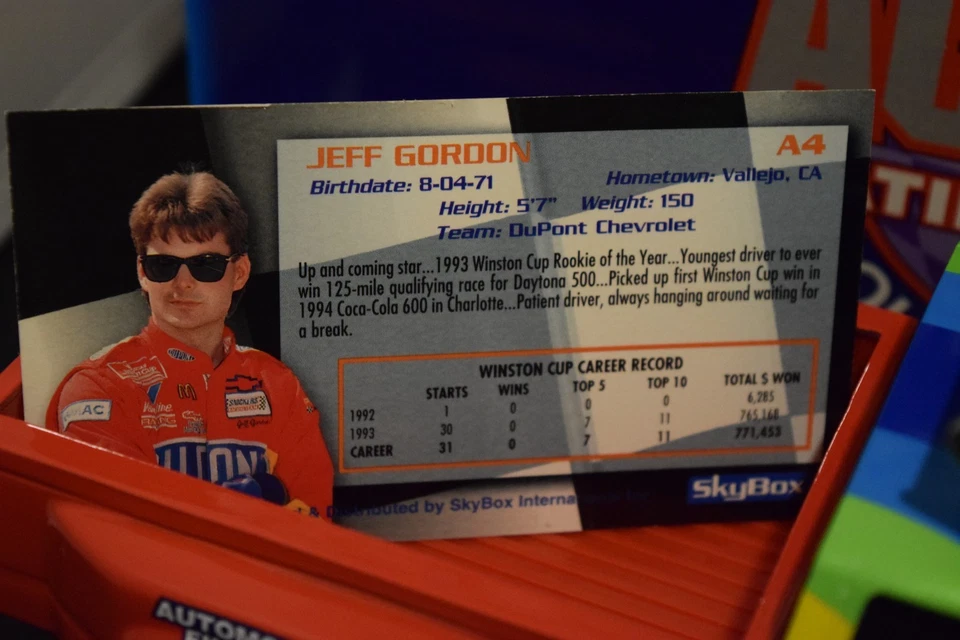 JEFF GORDON A4
Birthdate: 8-04-71 Hometown: Vallejo, CA
Height: 5'7" Weight: 150
Team: DuPont Chevrolet
Up and coming star...1993 Winston Cup Rookie of the Year...Youngest driver to ever
win 125-mile qualifying race for Daytona 500...Picked up first Winston Cup win in
1994 Coca-Cola 600 in Charlotte...Patient driver, always hanging around waiting for
a break.
WINSTON CUP CAREER RECORD
STARTS WINS TOP 5 TOP 10 TOTAL $ WON
1992 1 0 0 0 6,285
1993 30 0 7 11 765,168
CAREER 31 0 7 11 771,453
SkyBox
& Distributed by SkyBox
GMAC